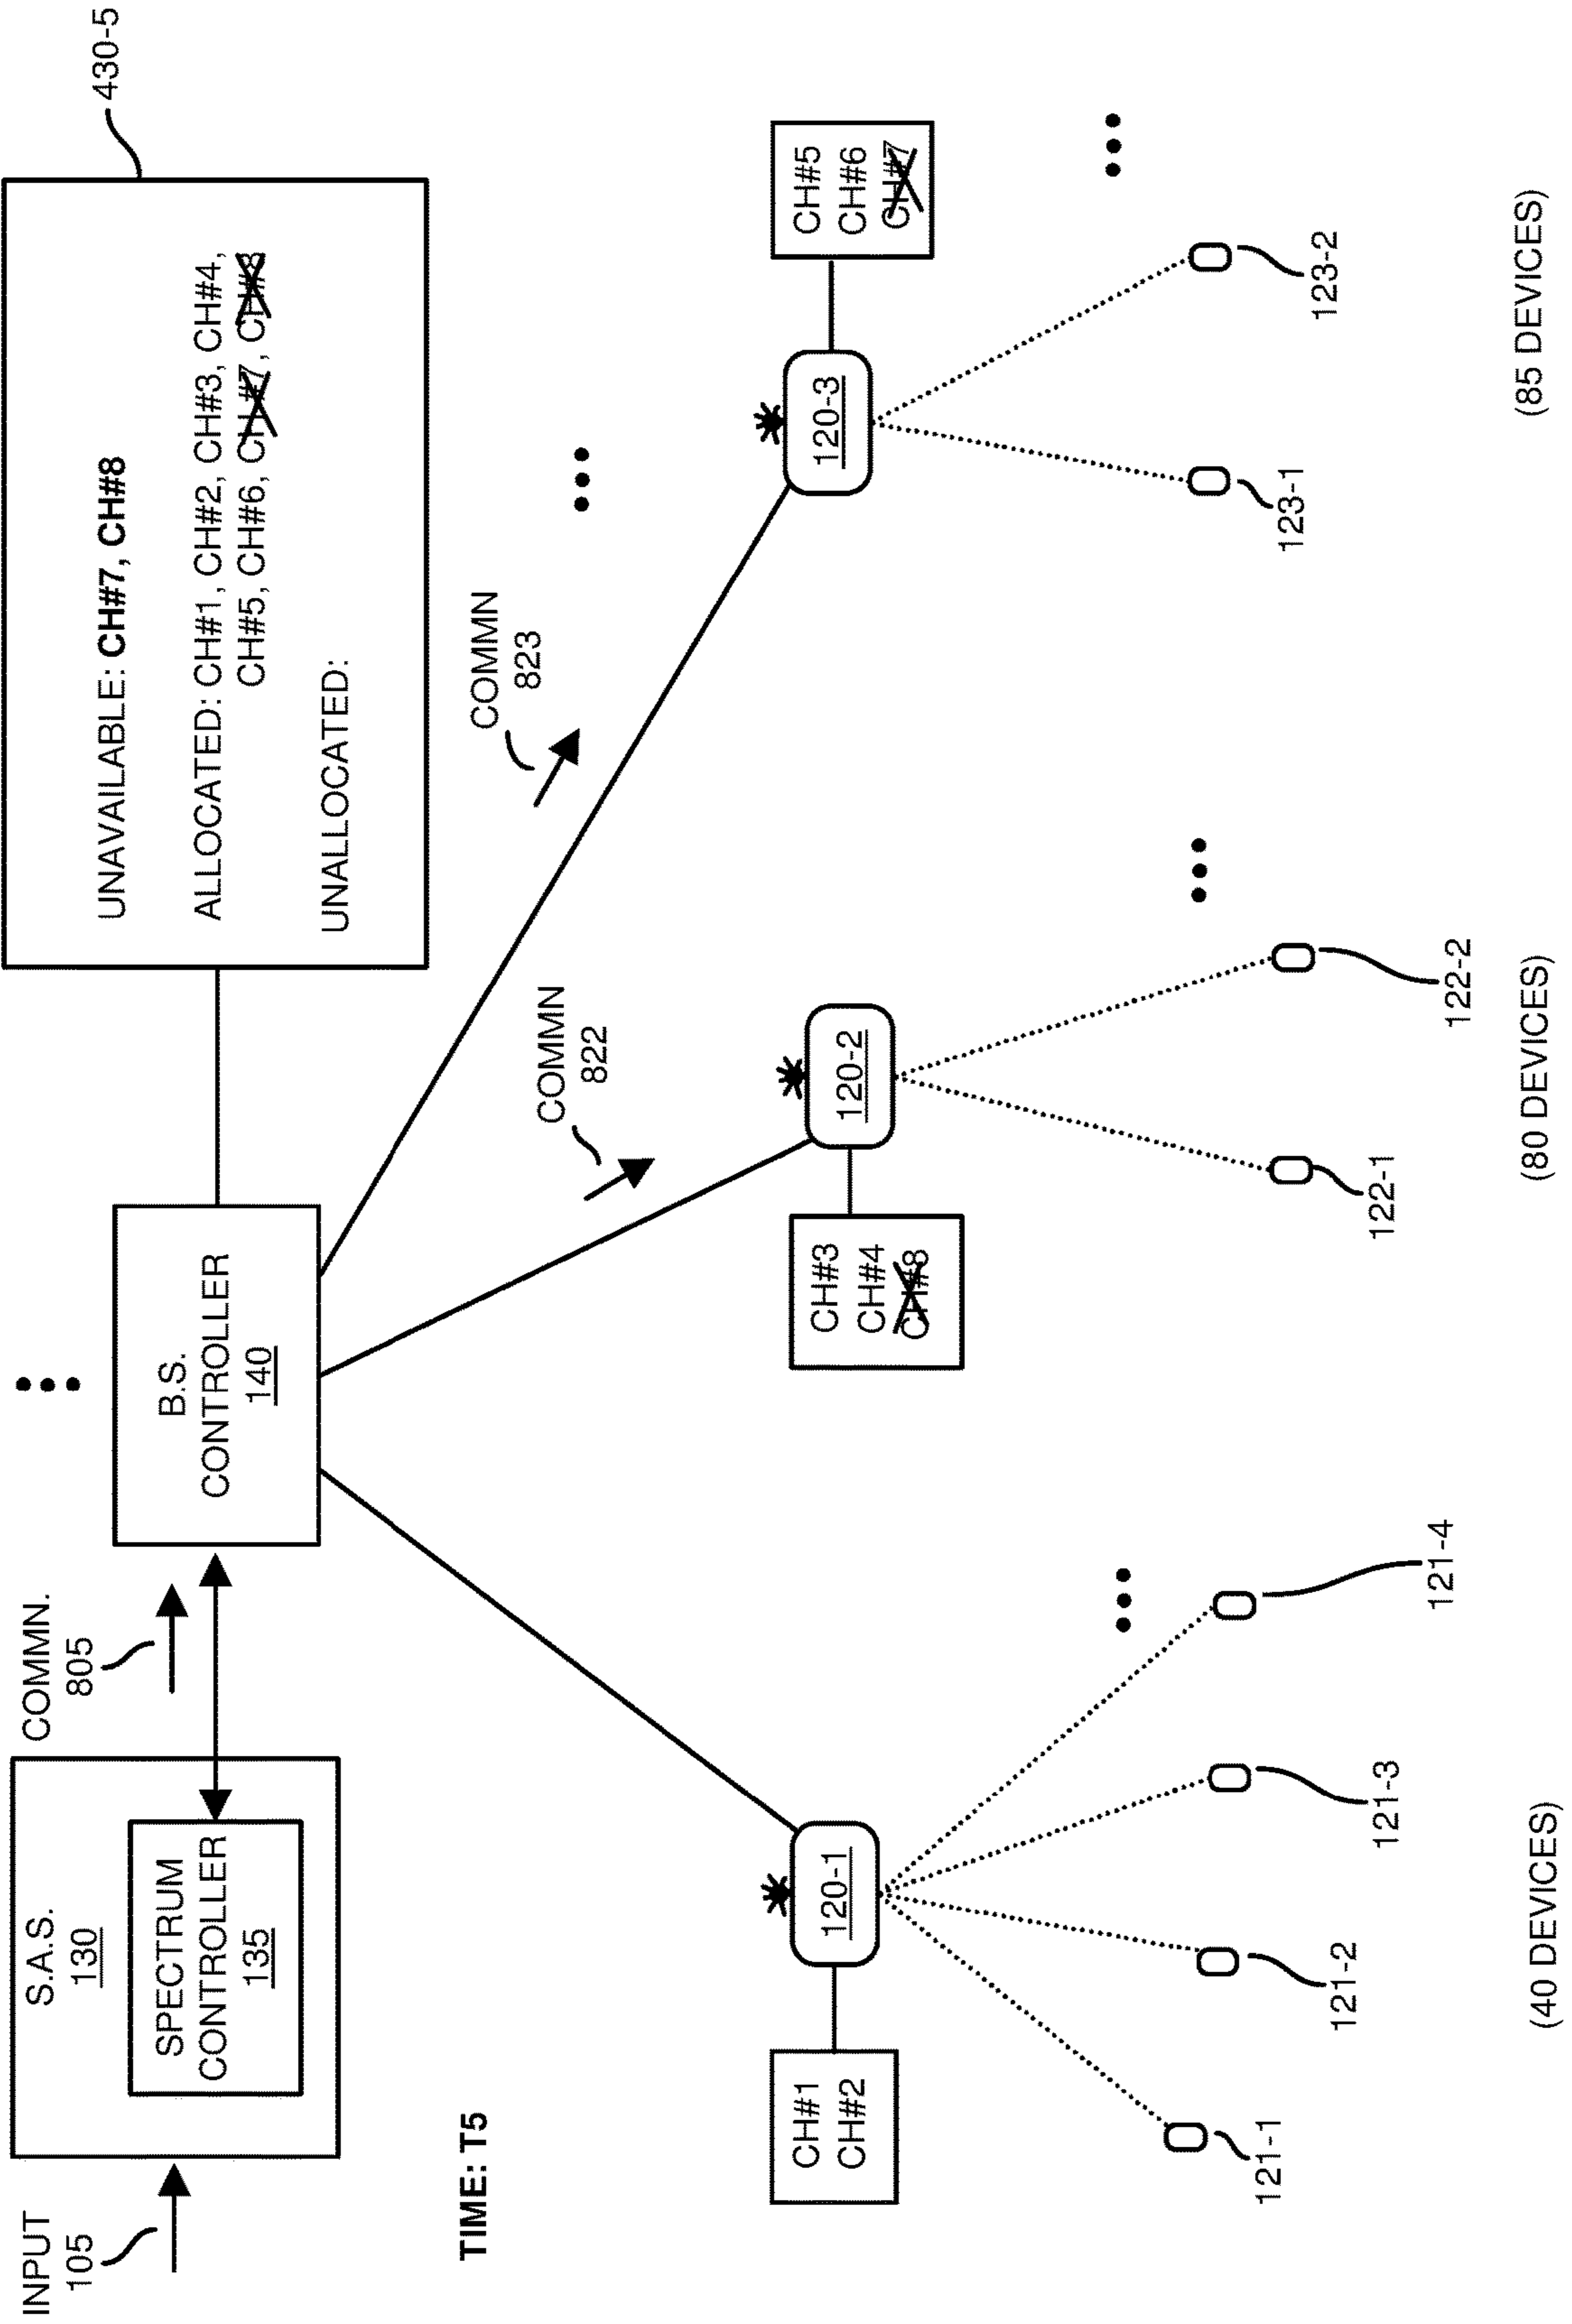 INPUT
105
S.A.S.
130
SPECTRUM
CONTROLLER
135
COMMN.
805
B.S.
CONTROLLER
140
430-5
UNAVAILABLE: CH#7, CH#8
ALLOCATED: CH#1, CH#2, CH#3, CH#4,
CH#5, CH#6, CH#7, CH#8
UNALLOCATED:
TIME: T5
COMMN
822
COMMN
823
CH#1
CH#2
120-1
CH#3
CH#4
CH#8
120-2
120-3
CH#5
CH#6
CH#7
121-1
121-2
121-3
121-4
122-1
122-2
123-1
123-2
(40 DEVICES)
(80 DEVICES)
(85 DEVICES)